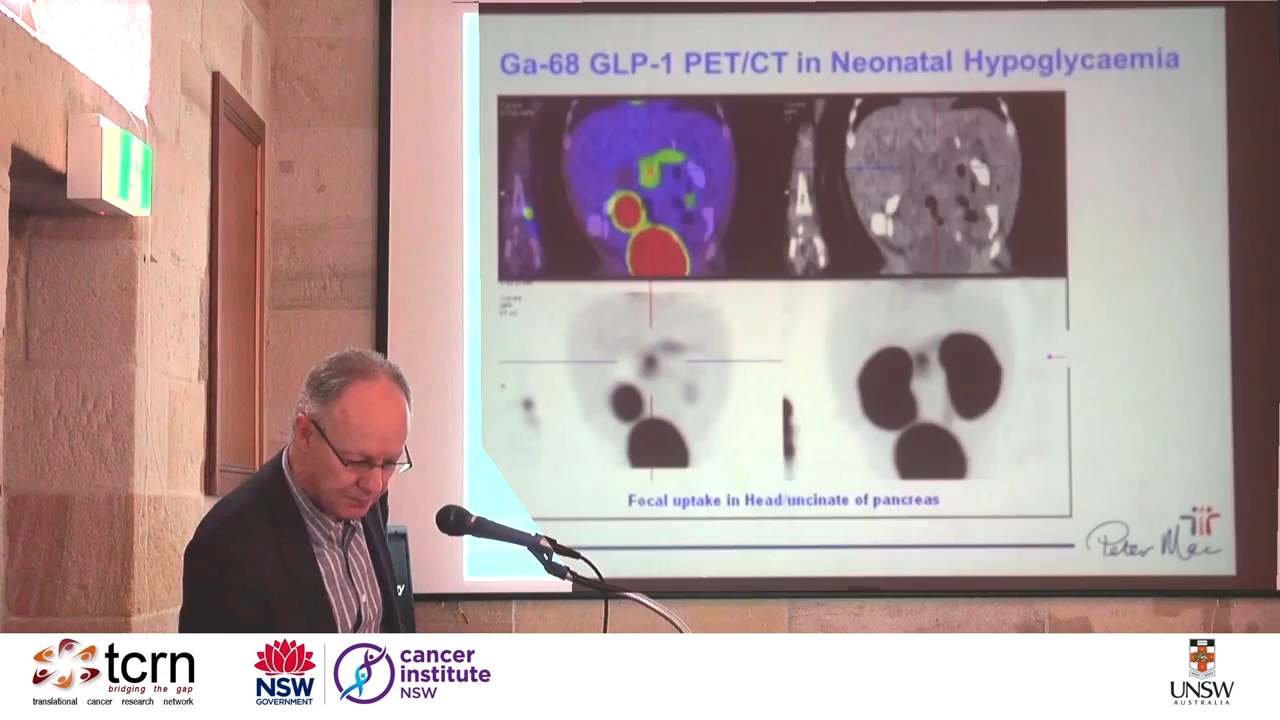 Ga-68 GLP-1 PET/CT in Neonatal Hypoglycaemia
Focal uptake in Head/uncinate of pancreas
Peter Mac
tcrn
bridging the gap
translational cancer research network
NSW
GOVERNMENT
cancer
institute
NSW
UNSW
AUSTRALIA